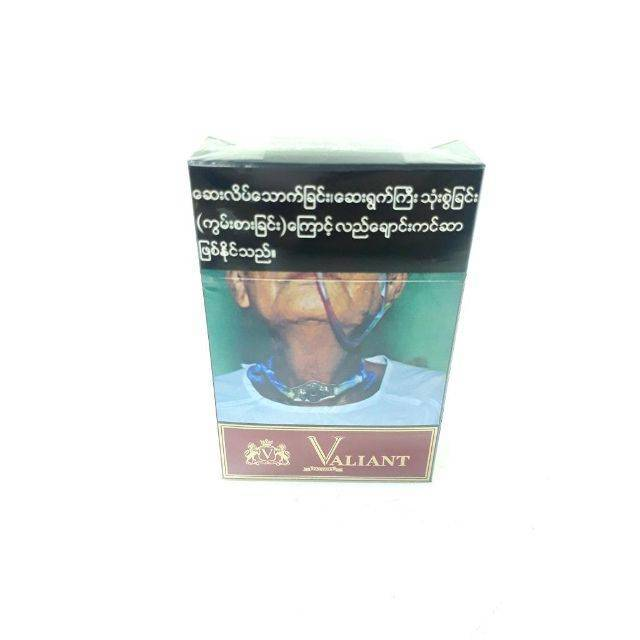 ဆေးလိပ်သောက်ခြင်း၊ဆေးရွက်ကြီး သုံးစွဲခြင်း
(ကွမ်းစားခြင်း)ကြောင့် လည်ချောင်းကင်ဆာ
ဖြစ်နိုင်သည်။
V
VALIANT